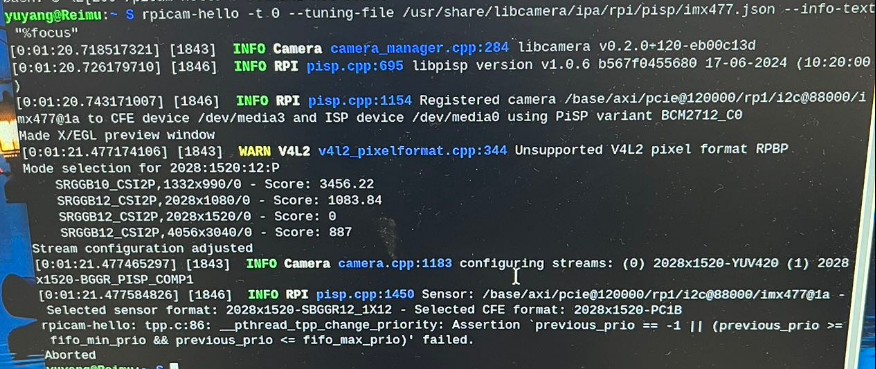 yuyang@Reimu:~ $ rpicam-hello -t 0 --tuning-file /usr/share/libcamera/ipa/rpi/pisp/imx477.json --info-text
"%focus"
[0:01:20.718517321] [1843]  INFO Camera camera_manager.cpp:284 libcamera v0.2.0+120-eb00c13d
[0:01:20.726179710] [1846]  INFO RPI pisp.cpp:695 libpisp version v1.0.6 b567f0455680 17-06-2024 (10:20:00
)
[0:01:20.743171007] [1846]  INFO RPI pisp.cpp:1154 Registered camera /base/axi/pcie@120000/rp1/i2c@88000/i
mx477@1a to CFE device /dev/media3 and ISP device /dev/media0 using PiSP variant BCM2712_C0
Made X/EGL preview window
[0:01:21.477174106] [1843]  WARN V4L2 v4l2_pixelformat.cpp:344 Unsupported V4L2 pixel format RPBP
Mode selection for 2028:1520:12:P
SRGGB10_CSI2P,1332x990/0 - Score: 3456.22
SRGGB12_CSI2P,2028x1080/0 - Score: 1083.84
SRGGB12_CSI2P,2028x1520/0 - Score: 0
SRGGB12_CSI2P,4056x3040/0 - Score: 887
Stream configuration adjusted
[0:01:21.477465297] [1843]  INFO Camera camera.cpp:1183 configuring streams: (0) 2028x1520-YUV420 (1) 2028
x1520-BGGR_PISP_COMP1
[0:01:21.477584826] [1846]  INFO RPI pisp.cpp:1450 Sensor: /base/axi/pcie@120000/rp1/i2c@88000/imx477@1a -
Selected sensor format: 2028x1520-SBGGR12_1X12 - Selected CFE format: 2028x1520-PC1B
rpicam-hello: tpp.c:86: __pthread_tpp_change_priority: Assertion `previous_prio == -1 || (previous_prio >=
fifo_min_prio && previous_prio <= fifo_max_prio)' failed.
Aborted
yuyang@Reimu:~ $